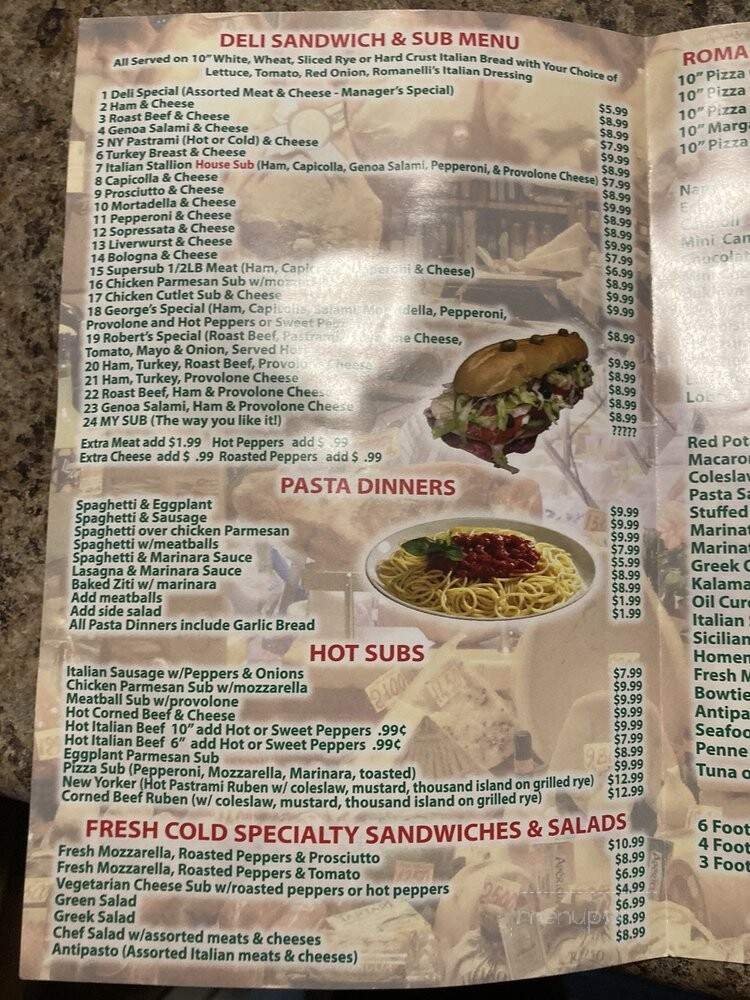 DELI SANDWICH & SUB MENU
All Served on 10" White, Wheat, Sliced Rye or Hard Crust Italian Bread with Your Choice of
Lettuce, Tomato, Red Onion, Romanelli's Italian Dressing
1 Deli Special (Assorted Meat & Cheese - Manager's Special) $5.99
2 Ham & Cheese $8.99
3 Roast Beef & Cheese $8.99
4 Genoa Salami & Cheese $7.99
5 NY Pastrami (Hot or Cold) & Cheese $9.99
6 Turkey Breast & Cheese $8.99
7 Italian Stallion House Sub (Ham, Capicolla, Genoa Salami, Pepperoni, & Provolone Cheese) $7.99
8 Capicolla & Cheese $8.99
9 Prosciutto & Cheese $9.99
10 Mortadella & Cheese $8.99
11 Pepperoni & Cheese $8.99
12 Sopressata & Cheese $9.99
13 Liverwurst & Cheese $7.99
14 Bologna & Cheese $6.99
15 Supersub 1/2LB Meat (Ham, & Cheese) $8.99
16 Chicken Parmesan Sub $9.99
17 Chicken Cutlet Sub & Cheese $9.99
18 George's Special (Ham, Capicolla, Salami, Mortadella, Pepperoni,
Provolone and Hot Peppers or Sweet $8.99
19 Robert's Special (Roast Beef, Pastrami, Cheese,
Tomato, Mayo & Onion, Served $9.99
20 Ham, Turkey, Roast Beef, Provolone Cheese $8.99
21 Ham, Turkey, Provolone Cheese $8.99
22 Roast Beef, Ham & Provolone Cheese $8.99
23 Genoa Salami, Ham & Provolone Cheese $8.99
24 MY SUB (The way you like it!) ?????
Extra Meat add $1.99 Hot Peppers add $ .99
Extra Cheese add $ .99 Roasted Peppers add $ .99
PASTA DINNERS
Spaghetti & Eggplant $9.99
Spaghetti & Sausage $9.99
Spaghetti over chicken Parmesan $9.99
Spaghetti w/meatballs $7.99
Spaghetti & Marinara Sauce $5.99
Lasagna & Marinara Sauce $8.99
Baked Ziti w/ marinara $8.99
Add meatballs $1.99
Add side salad $1.99
All Pasta Dinners include Garlic Bread
HOT SUBS
Italian Sausage w/Peppers & Onions $7.99
Chicken Parmesan Sub w/mozzarella $9.99
Meatball Sub w/provolone $9.99
Hot Corned Beef & Cheese $9.99
Hot Italian Beef 10" add Hot or Sweet Peppers .99¢ $9.99
Hot Italian Beef 6" add Hot or Sweet Peppers .99¢ $7.99
Eggplant Parmesan Sub $8.99
Pizza Sub (Pepperoni, Mozzarella, Marinara, toasted) $9.99
New Yorker (Hot Pastrami Ruben w/ coleslaw, mustard, thousand island on grilled rye) $12.99
Corned Beef Ruben (w/ coleslaw, mustard, thousand island on grilled rye) $12.99
FRESH COLD SPECIALTY SANDWICHES & SALADS
Fresh Mozzarella, Roasted Peppers & Prosciutto $10.99
Fresh Mozzarella, Roasted Peppers & Tomato $8.99
Vegetarian Cheese Sub w/roasted peppers or hot peppers $6.99
Green Salad $4.99
Greek Salad $6.99
Chef Salad w/assorted meats & cheeses $8.99
Antipasto (Assorted Italian meats & cheeses) $8.99
ROMA
10" Pizza
10" Pizza
10" Pizza
10" Marg
10" Pizza
Mini Can
Red Pot
Macaro
Coleslaw
Pasta Sa
Stuffed
Marinat
Marina
Greek O
Kalama
Oil Cur
Italian
Sicilian
Homem
Fresh M
Bowtie
Antipa
Seafoo
Penne
Tuna o
6 Foot
4 Foot
3 Foot